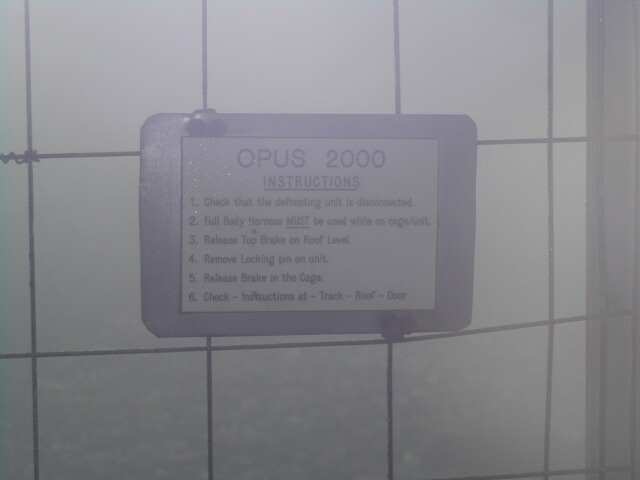 OPUS 2000
INSTRUCTIONS
1. Check that the defrosting unit is disconnected.
2. Full Body Harness MUST be used while on cage/unit.
3. Release Top Brake on Roof Level.
4. Remove Locking pin on unit.
5. Release Brake in the Cage.
6. Check - Instructions at - Track - Roof - Door